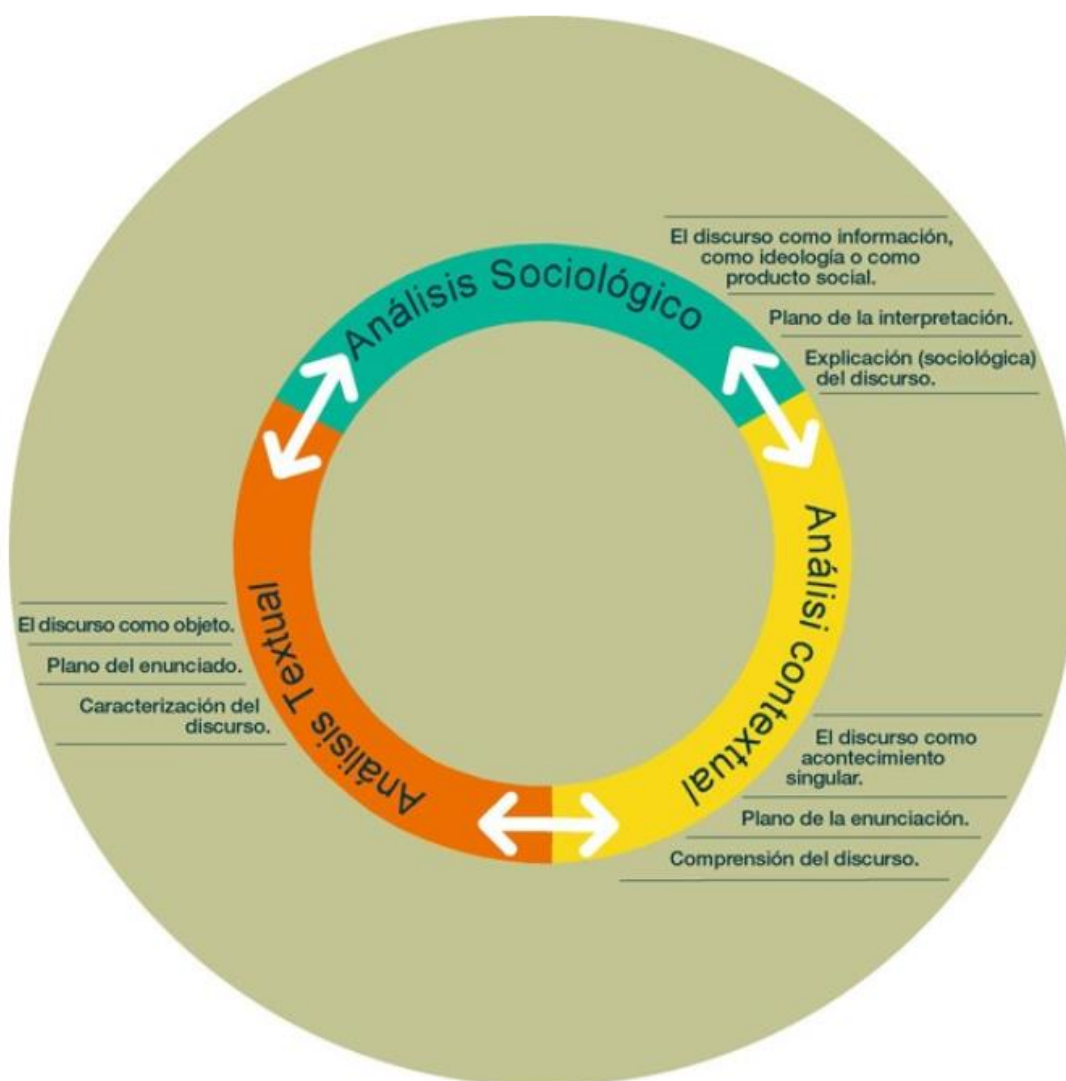 Análisis Sociológico
El discurso como información,
como ideología o como
producto social.
Plano de la interpretación.
Explicación (sociológica)
del discurso.
Análisi contextual
El discurso como
acontecimiento
singular.
Plano de la enunciación.
Comprensión del discurso.
Análisis Textual
El discurso como objeto.
Plano del enunciado.
Caracterización del
discurso.